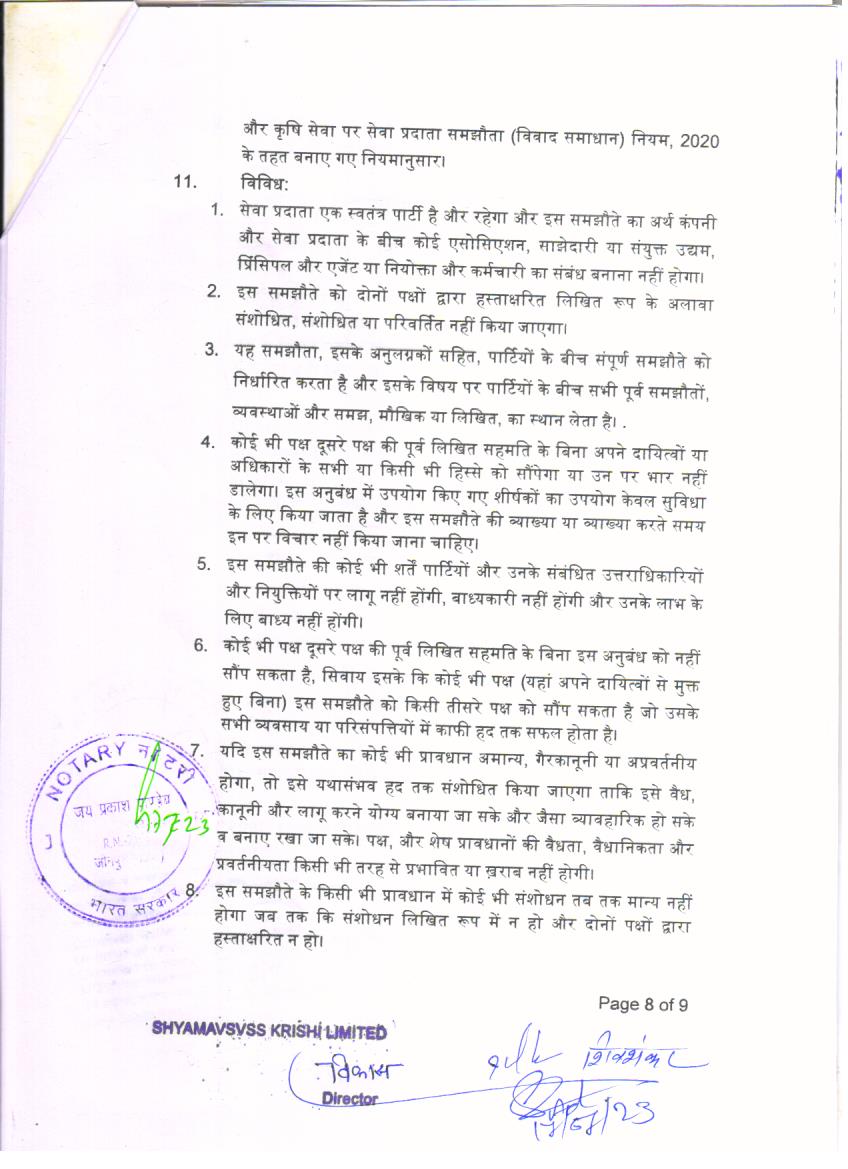 और कृषि सेवा पर सेवा प्रदाता समझौता (विवाद समाधान) नियम, 2020
के तहत बनाए गए नियमानुसार।
11. विविध:
1. सेवा प्रदाता एक स्वतंत्र पार्टी है और रहेगा और इस समझौते का अर्थ कंपनी
और सेवा प्रदाता के बीच कोई एसोसिएशन, साझेदारी या संयुक्त उद्यम,
प्रिंसिपल और एजेंट या नियोक्ता और कर्मचारी का संबंध बनाना नहीं होगा।
2. इस समझौते को दोनों पक्षों द्वारा हस्ताक्षरित लिखित रूप के अलावा
संशोधित, संशोधित या परिवर्तित नहीं किया जाएगा।
3. यह समझौता, इसके अनुलग्नकों सहित, पार्टियों के बीच संपूर्ण समझौते को
निर्धारित करता है और इसके विषय पर पार्टियों के बीच सभी पूर्व समझौतों,
व्यवस्थाओं और समझ, मौखिक या लिखित, का स्थान लेता है। .
4. कोई भी पक्ष दूसरे पक्ष की पूर्व लिखित सहमति के बिना अपने दायित्वों या
अधिकारों के सभी या किसी भी हिस्से को सौंपेगा या उन पर भार नहीं
डालेगा। इस अनुबंध में उपयोग किए गए शीर्षकों का उपयोग केवल सुविधा
के लिए किया जाता है और इस समझौते की व्याख्या या व्याख्या करते समय
इन पर विचार नहीं किया जाना चाहिए।
5. इस समझौते की कोई भी शर्तें पार्टियों और उनके संबंधित उत्तराधिकारियों
और नियुक्तियों पर लागू नहीं होंगी, बाध्यकारी नहीं होंगी और उनके लाभ के
लिए बाध्य नहीं होंगी।
6. कोई भी पक्ष दूसरे पक्ष की पूर्व लिखित सहमति के बिना इस अनुबंध को नहीं
सौंप सकता है, सिवाय इसके कि कोई भी पक्ष (यहां अपने दायित्वों से मुक्त
हुए बिना) इस समझौते को किसी तीसरे पक्ष को सौंप सकता है जो उसके
सभी व्यवसाय या परिसंपत्तियों में काफी हद तक सफल होता है।
7. यदि इस समझौते का कोई भी प्रावधान अमान्य, गैरकानूनी या अप्रवर्तनीय
होगा, तो इसे यथासंभव हद तक संशोधित किया जाएगा ताकि इसे वैध,
कानूनी और लागू करने योग्य बनाया जा सके और जैसा व्यावहारिक हो सके
व बनाए रखा जा सके। पक्ष, और शेष प्रावधानों की वैधता, वैधानिकता और
प्रवर्तनीयता किसी भी तरह से प्रभावित या ख़राब नहीं होगी।
8. इस समझौते के किसी भी प्रावधान में कोई भी संशोधन तब तक मान्य नहीं
होगा जब तक कि संशोधन लिखित रूप में न हो और दोनों पक्षों द्वारा
हस्ताक्षरित न हो।
NOTARY नोटरी
जय प्रकाश
भारत सरकार
Page 8 of 9
SHYAMAVSVSS KRISHI LIMITED
विकास
शिवशंकर
Director